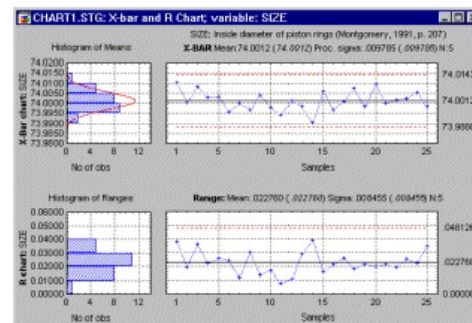 CHART1.STG: X-bar and R Chart; variable: SIZE
SIZE: Inside diameter of piston rings (Montgomery, 1991, p. 207)
Histogram of Means
X-BAR Mean:74.0012 (74.0012) Proc. sigma:.009785 (.009785) N:5
X-Bar chart: SIZE
74.0200
74.0150
74.0100
74.0050
74.0000
73.9950
73.9900
73.9850
73.9800
0 4 8 12
No of obs
74.0143
74.0012
73.9880
1 5 10 15 20 25
Samples
Histogram of Ranges
Range: Mean: .022760 (.022760) Sigma: .008455 (.008455) N:5
R chart: SIZE
0.06000
0.05000
0.04000
0.03000
0.02000
0.01000
0.00000
0 4 8 12
No of obs
.048126
.022760
0.00000
1 5 10 15 20 25
Samples